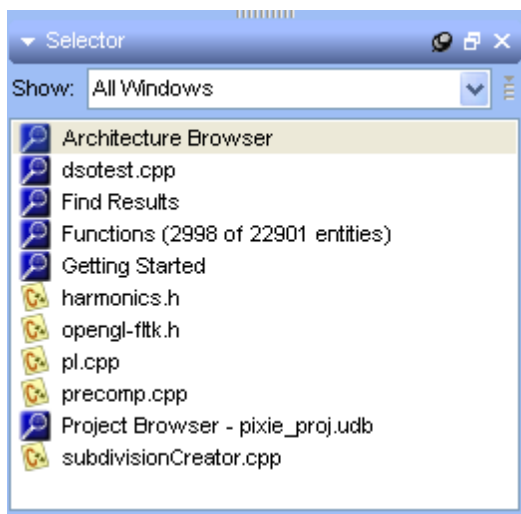 Selector
Show: All Windows
Architecture Browser
dsotest.cpp
Find Results
Functions (2998 of 22901 entities)
Getting Started
harmonics.h
opengl-fltk.h
pl.cpp
precomp.cpp
Project Browser - pixie_proj.udb
subdivisionCreator.cpp